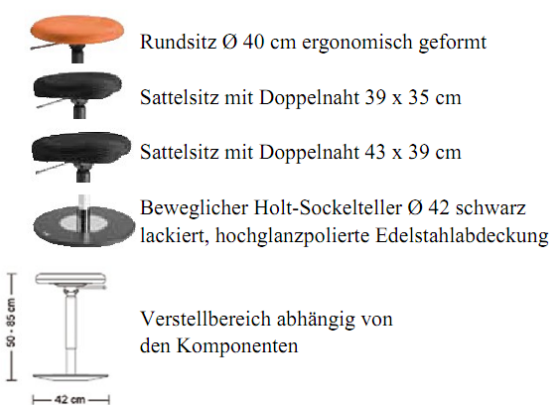 Rundsitz Ø 40 cm ergonomisch geformt
Sattelsitz mit Doppelnaht 39 x 35 cm
Sattelsitz mit Doppelnaht 43 x 39 cm
Beweglicher Holt-Sockelteller Ø 42 schwarz
lackiert, hochglanzpolierte Edelstahlabdeckung
50 - 85 cm
Verstellbereich abhängig von
den Komponenten
42 cm